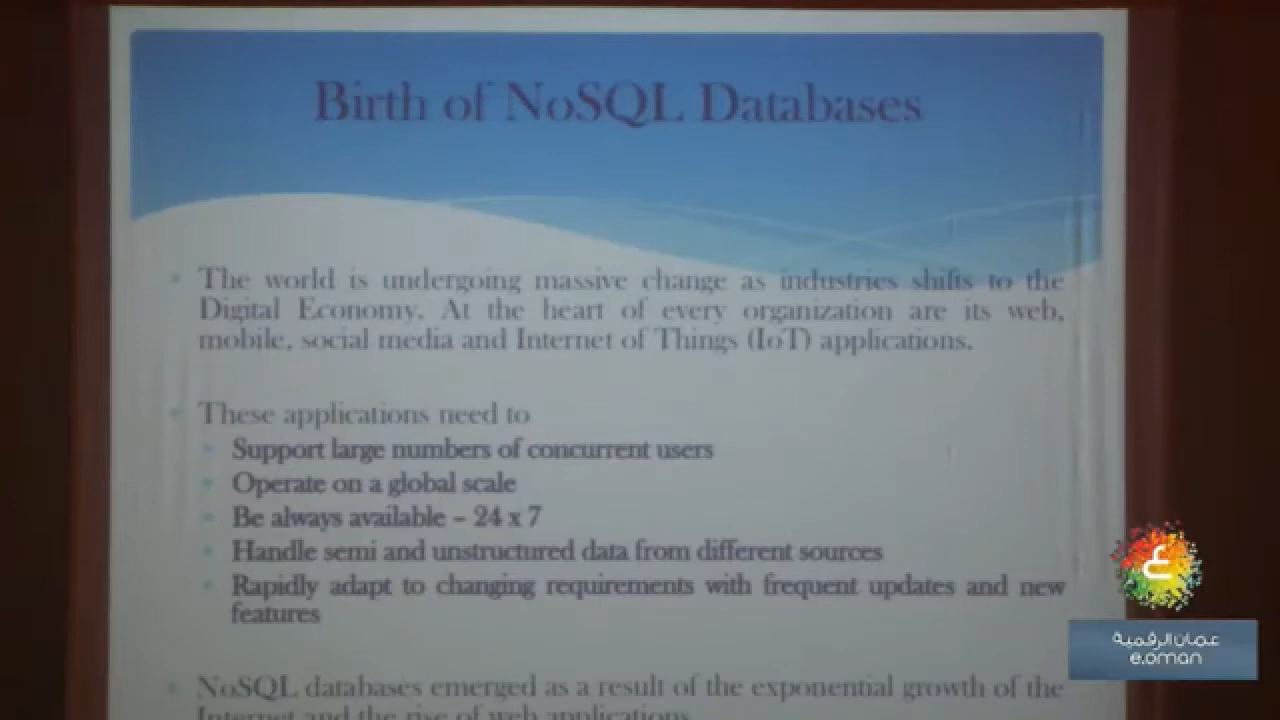 Birth of NoSQL Databases
The world is undergoing massive change as industries shifts to the
Digital Economy. At the heart of every organization are its web,
mobile, social media and Internet of Things (IoT) applications.
These applications need to
Support large numbers of concurrent users
Operate on a global scale
Be always available – 24 x 7
Handle semi and unstructured data from different sources
Rapidly adapt to changing requirements with frequent updates and new
features
NoSQL databases emerged as a result of the exponential growth of the
Internet and the rise of web applications.
ع
عمان الرقمية
e.oman